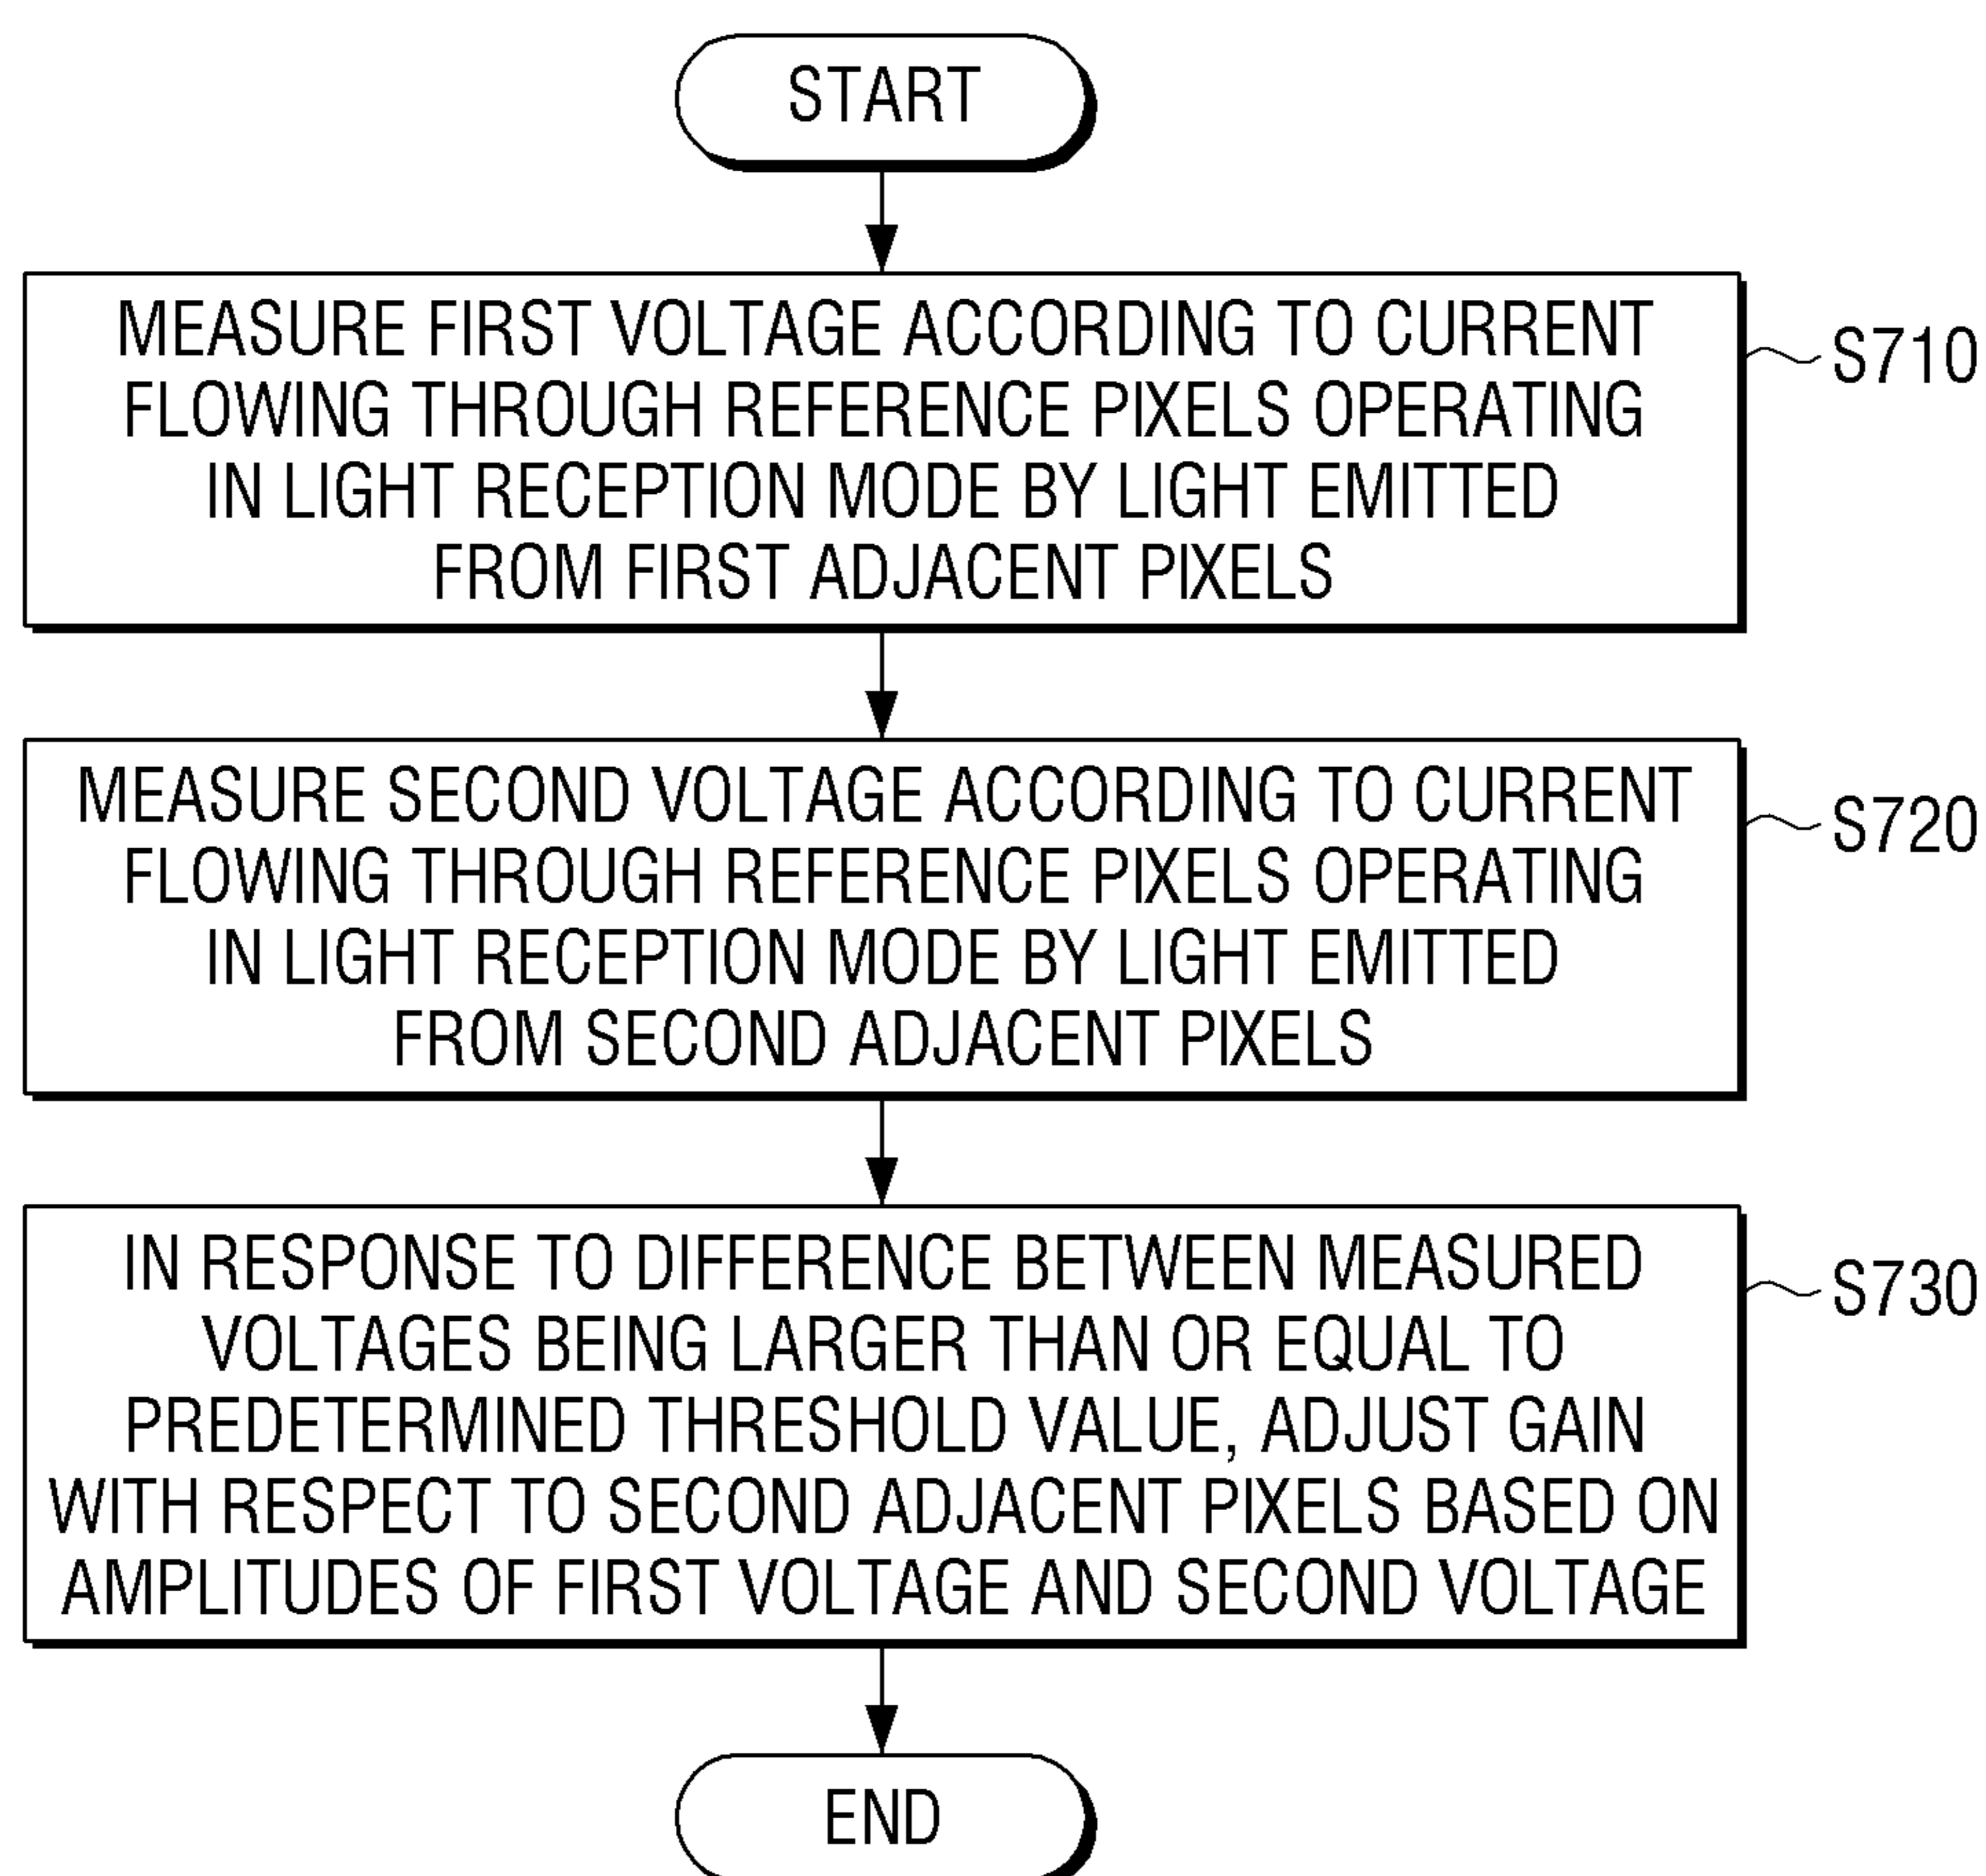 START
MEASURE FIRST VOLTAGE ACCORDING TO CURRENT
FLOWING THROUGH REFERENCE PIXELS OPERATING
IN LIGHT RECEPTION MODE BY LIGHT EMITTED
FROM FIRST ADJACENT PIXELS
S710
MEASURE SECOND VOLTAGE ACCORDING TO CURRENT
FLOWING THROUGH REFERENCE PIXELS OPERATING
IN LIGHT RECEPTION MODE BY LIGHT EMITTED
FROM SECOND ADJACENT PIXELS
S720
IN RESPONSE TO DIFFERENCE BETWEEN MEASURED
VOLTAGES BEING LARGER THAN OR EQUAL TO
PREDETERMINED THRESHOLD VALUE, ADJUST GAIN
WITH RESPECT TO SECOND ADJACENT PIXELS BASED ON
AMPLITUDES OF FIRST VOLTAGE AND SECOND VOLTAGE
S730
END